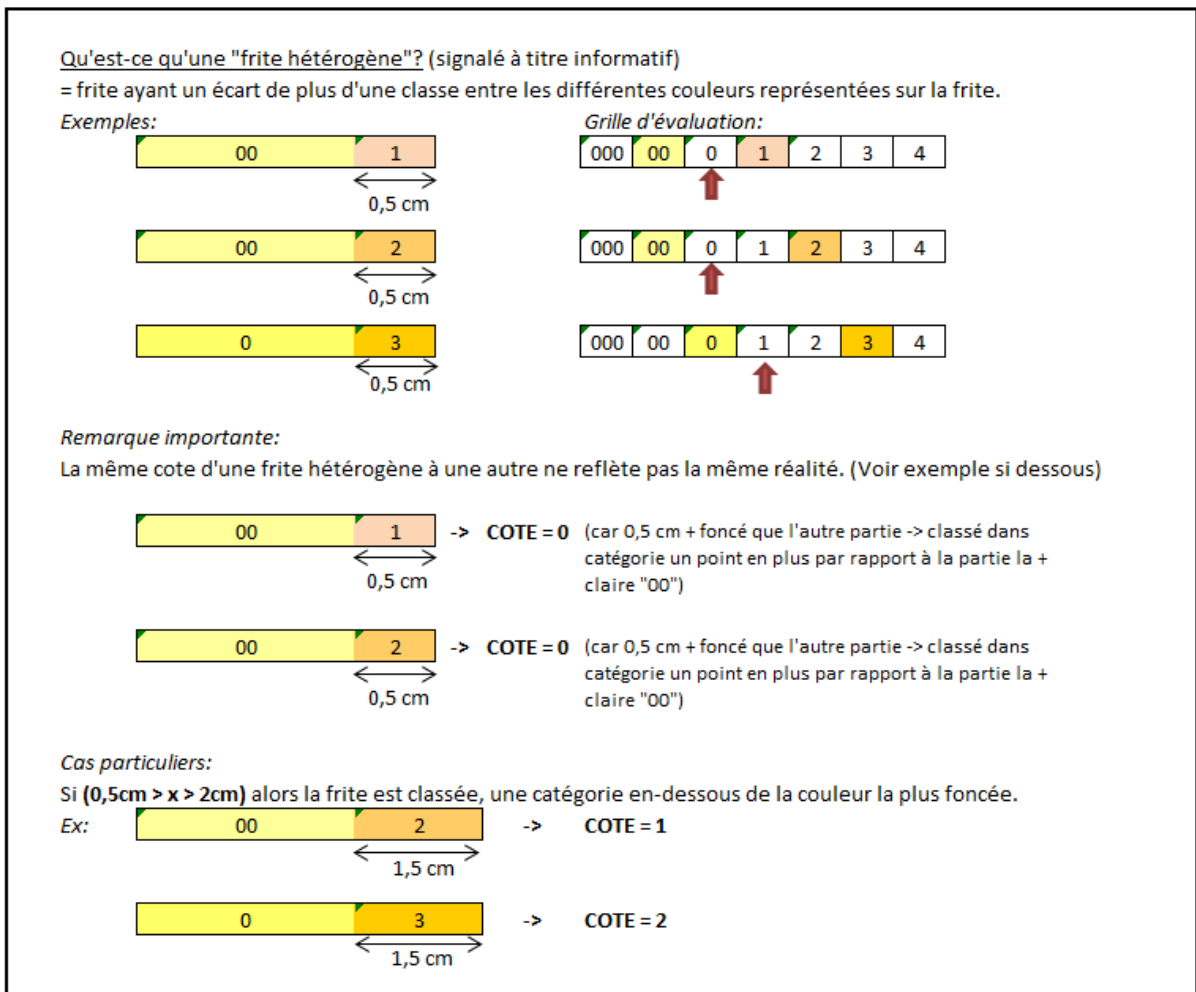 Qu'est-ce qu'une "frite hétérogène"? (signalé à titre informatif)
= frite ayant un écart de plus d'une classe entre les différentes couleurs représentées sur la frite.
Exemples: Grille d'évaluation:
00 1 000 00 0 1 2 3 4
0,5 cm
00 2 000 00 0 1 2 3 4
0,5 cm
0 3 000 00 0 1 2 3 4
0,5 cm
Remarque importante:
La même cote d'une frite hétérogène à une autre ne reflète pas la même réalité. (Voir exemple si dessous)
00 1 -> COTE = 0 (car 0,5 cm + foncé que l'autre partie -> classé dans
catégorie un point en plus par rapport à la partie la +
0,5 cm claire "00")
00 2 -> COTE = 0 (car 0,5 cm + foncé que l'autre partie -> classé dans
catégorie un point en plus par rapport à la partie la +
0,5 cm claire "00")
Cas particuliers:
Si (0,5cm > x > 2cm) alors la frite est classée, une catégorie en-dessous de la couleur la plus foncée.
Ex: 00 2 -> COTE = 1
1,5 cm
0 3 -> COTE = 2
1,5 cm